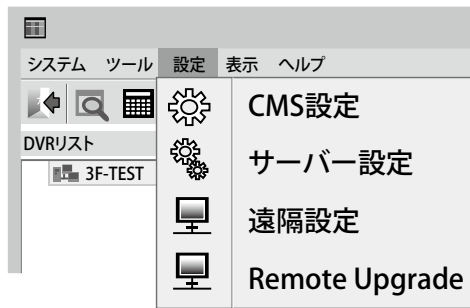 システム ツール 設定 表示 ヘルプ
DVRリスト
3F-TEST
CMS設定
サーバー設定
遠隔設定
Remote Upgrade